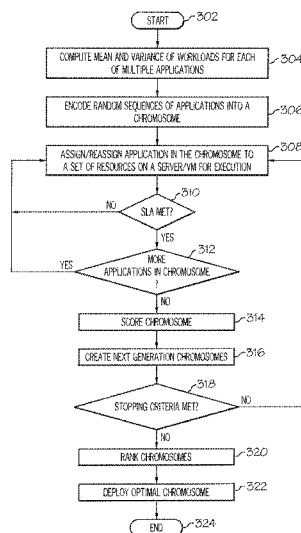 START
302
COMPUTE MEAN AND VARIANCE OF WORKLOADS FOR EACH
OF MULTIPLE APPLICATIONS
304
ENCODE RANDOM SEQUENCES OF APPLICATIONS INTO A
CHROMOSOME
306
ASSIGN/REASSIGN APPLICATION IN THE CHROMOSOME TO
A SET OF RESOURCES ON A SERVER/VM FOR EXECUTION
308
310
NO
SLA MET?
YES
312
YES
MORE
APPLICATIONS IN CHROMOSOME
?
NO
SCORE CHROMOSOME
314
CREATE NEXT GENERATION CHROMOSOMES
316
318
STOPPING CRITERIA MET?
NO
NO
RANK CHROMOSOMES
320
DEPLOY OPTIMAL CHROMOSOME
322
END
324